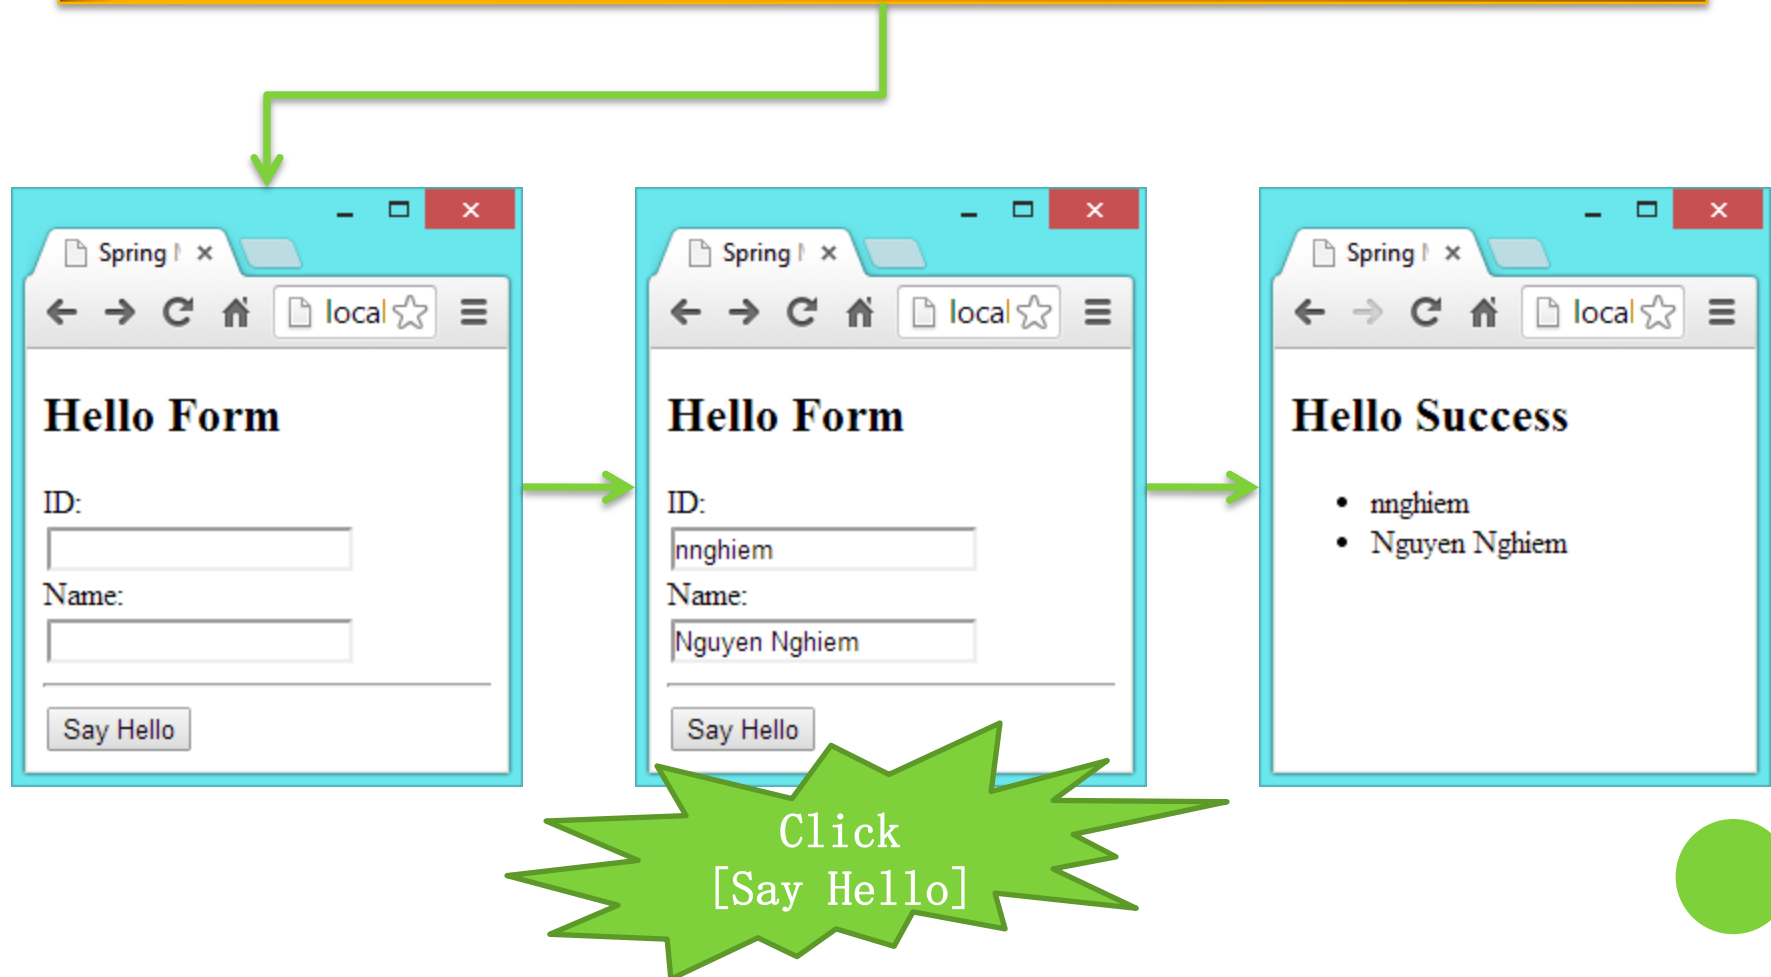 Spring
local
Hello Form
ID:
Name:
Say Hello
Spring
local
Hello Form
ID:
nnghiem
Name:
Nguyen Nghiem
Say Hello
Click
[Say Hello]
Spring
local
Hello Success
• nnghiem
• Nguyen Nghiem